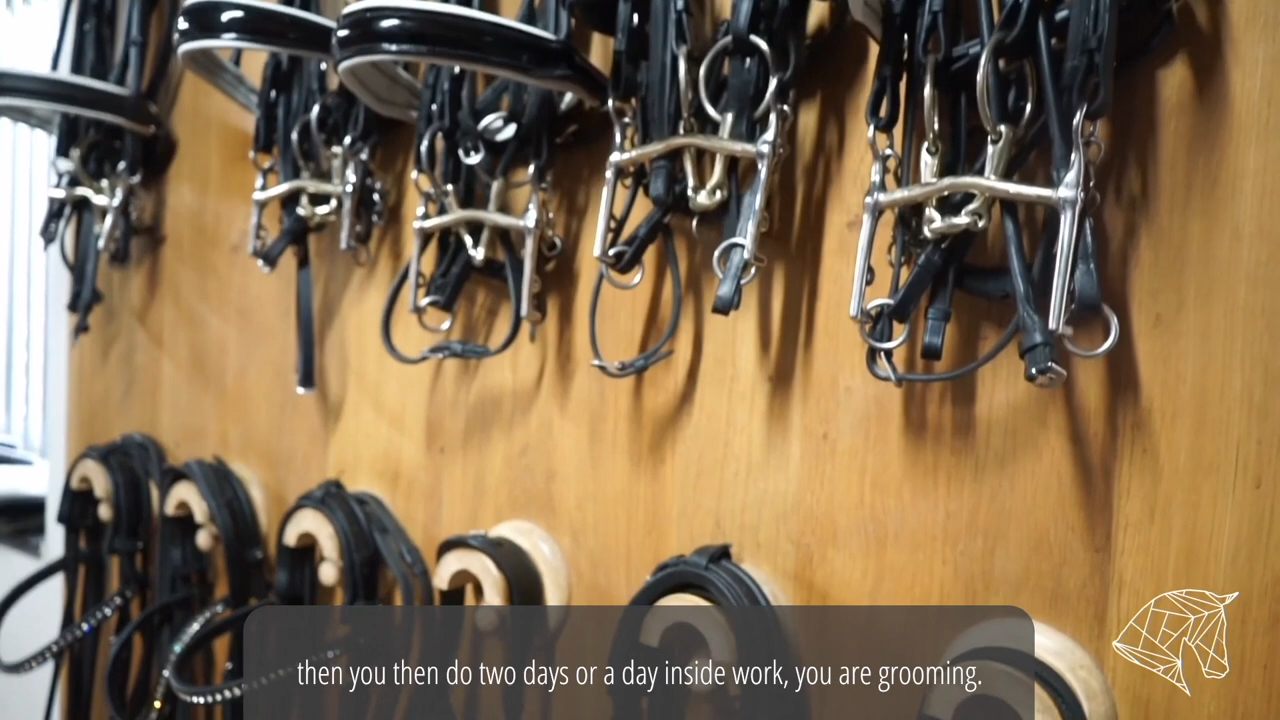 then you then do two days or a day inside work, you are grooming.